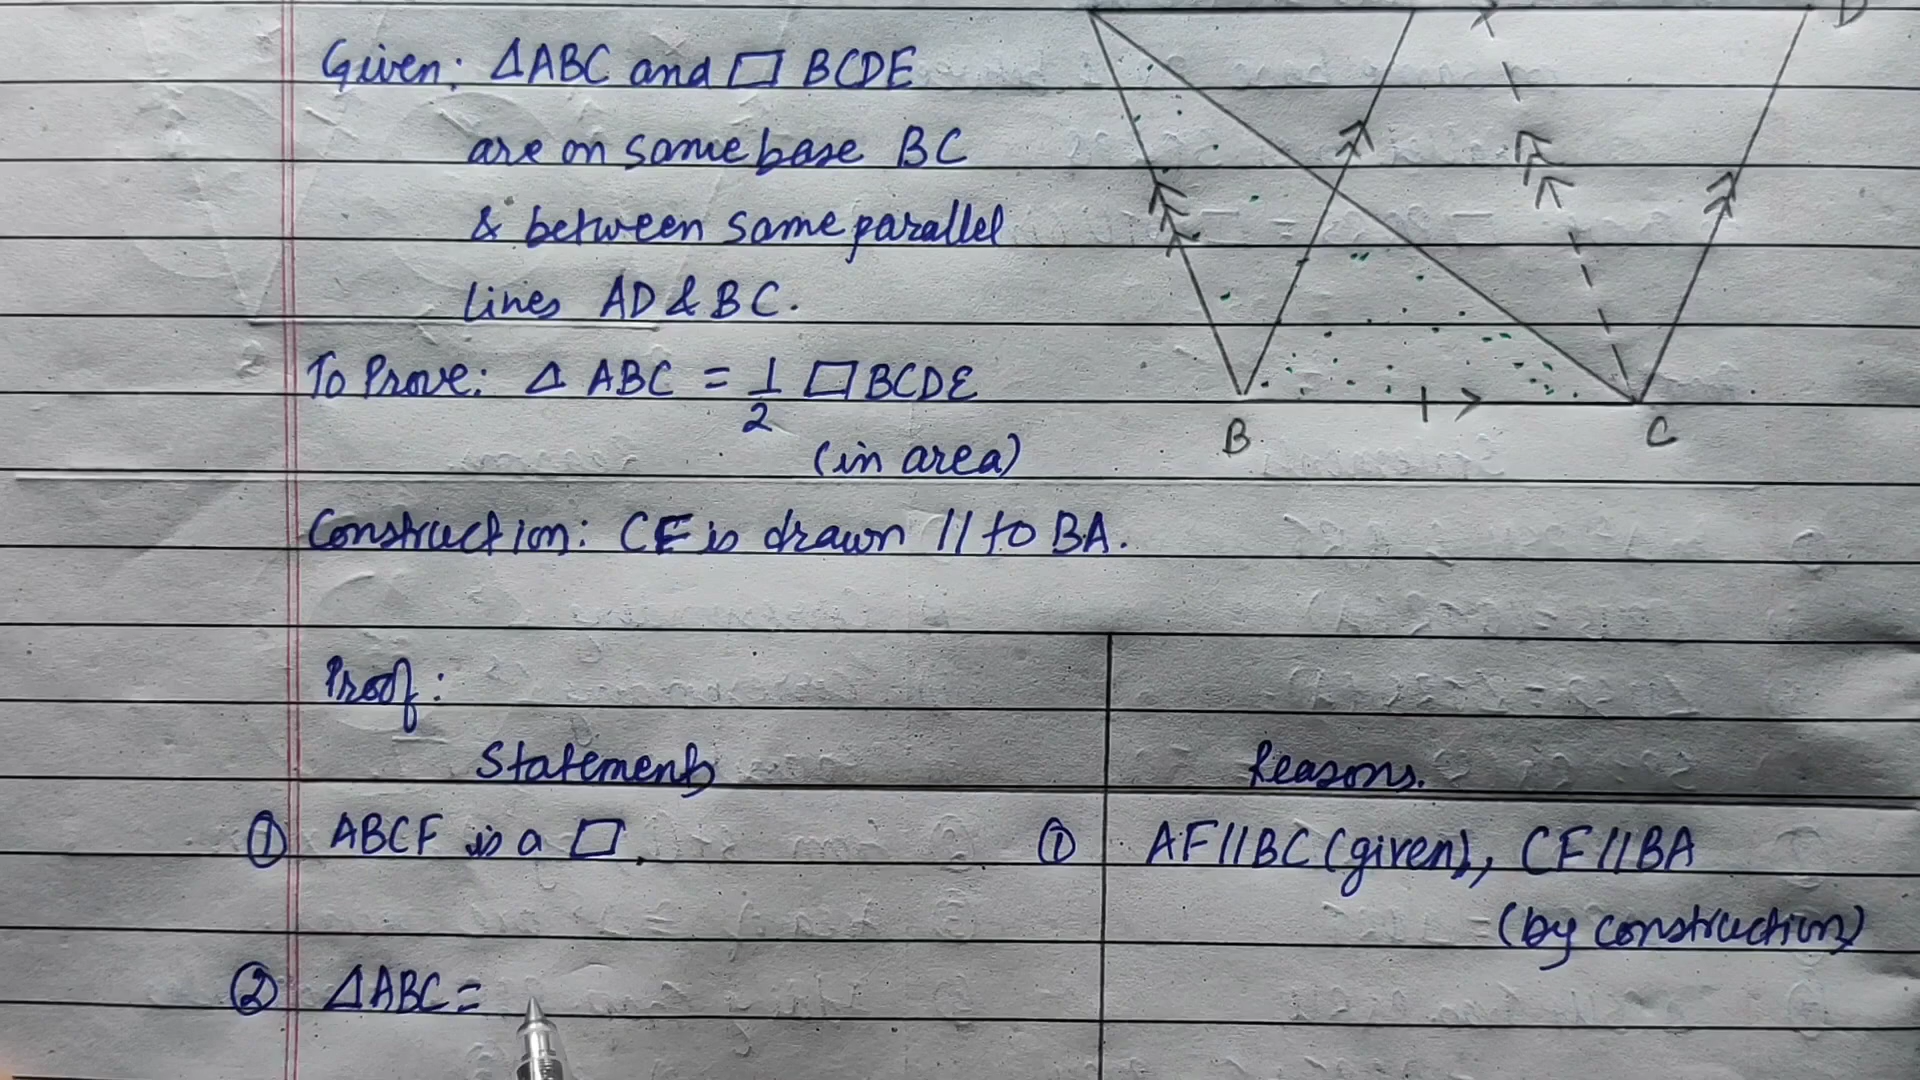 Given: △ABC and ▱ BCDE
are on same base BC
& between same parallel
lines AD & BC.
To Prove: △ ABC = 1/2 ▱BCDE
(in area)
Construction: CF is drawn // to BA.
D
B
C
Proof:
Statements
Reasons.
① ABCF is a ▱.
① AF//BC (given), CF//BA
(by construction)
② △ABC =